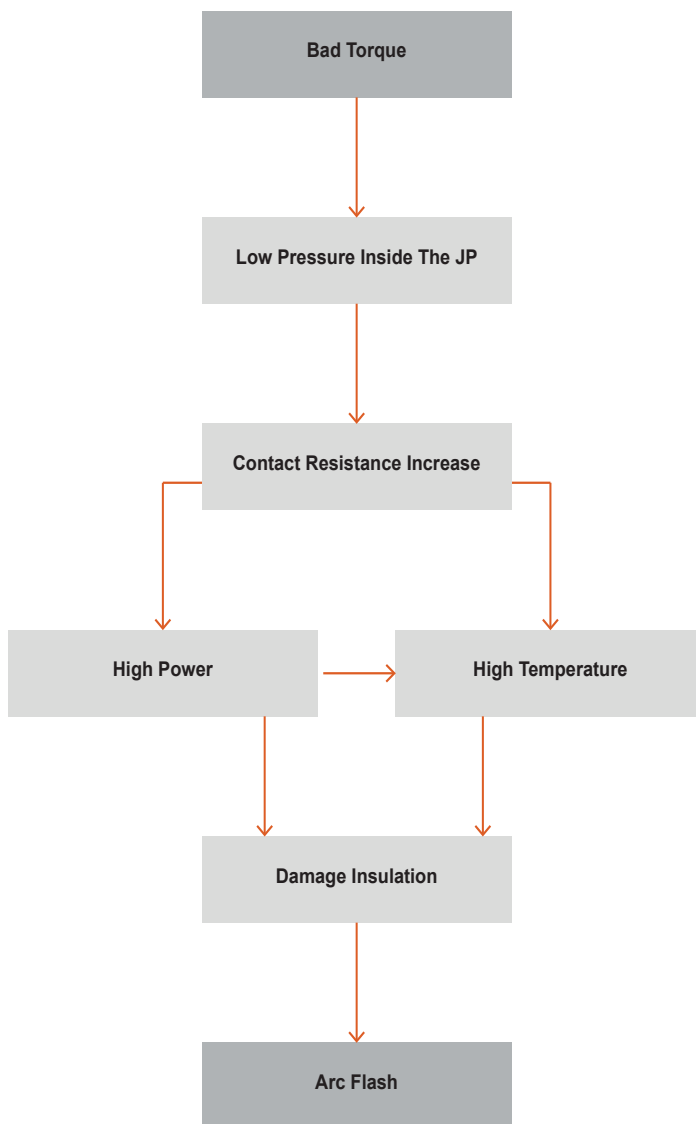 Bad Torque
Low Pressure Inside The JP
Contact Resistance Increase
High Power
High Temperature
Damage Insulation
Arc Flash